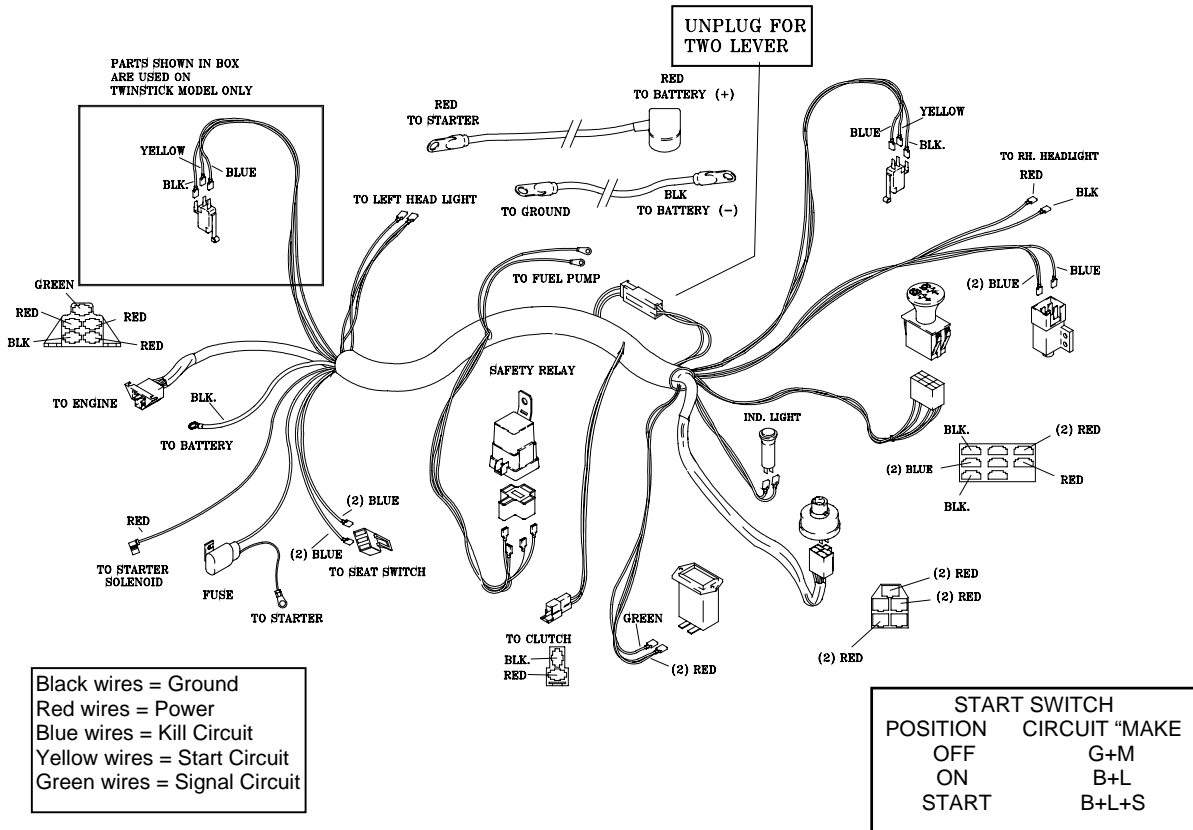 UNPLUG FOR
TWO LEVER
PARTS SHOWN IN BOX
ARE USED ON
TWINSTICK MODEL ONLY
YELLOW
BLK.
BLUE
RED
TO STARTER
RED
TO BATTERY (+)
TO GROUND
BLK
TO BATTERY (-)
BLUE
YELLOW
BLK.
TO RH. HEADLIGHT
RED
BLK
TO LEFT HEAD LIGHT
TO FUEL PUMP
(2) BLUE
BLUE
GREEN
RED
RED
BLK
RED
TO ENGINE
BLK.
TO BATTERY
SAFETY RELAY
IND. LIGHT
BLK.
(2) RED
(2) BLUE
RED
BLK.
RED
TO STARTER
SOLENOID
FUSE
TO STARTER
(2) BLUE
(2) BLUE
TO SEAT SWITCH
TO CLUTCH
BLK.
RED
GREEN
(2) RED
(2) RED
(2) RED
(2) RED
Black wires = Ground
Red wires = Power
Blue wires = Kill Circuit
Yellow wires = Start Circuit
Green wires = Signal Circuit
START SWITCH
POSITION CIRCUIT “MAKE
OFF G+M
ON B+L
START B+L+S